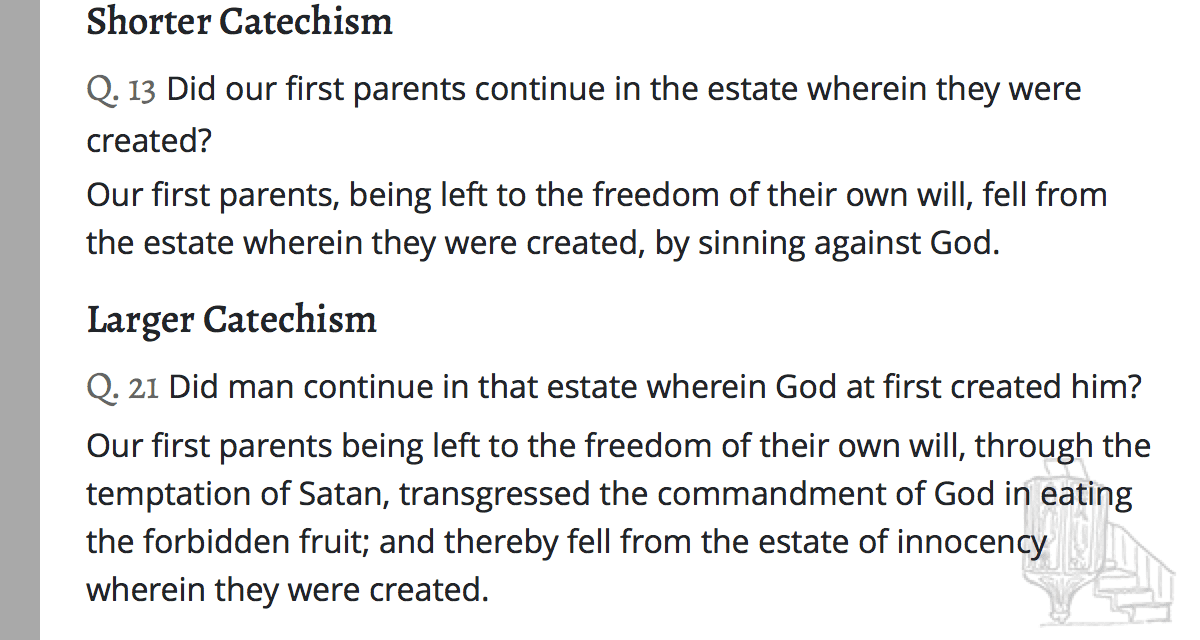 Shorter Catechism
Q. 13 Did our first parents continue in the estate wherein they were
created?
Our first parents, being left to the freedom of their own will, fell from
the estate wherein they were created, by sinning against God.
Larger Catechism
Q. 21 Did man continue in that estate wherein God at first created him?
Our first parents being left to the freedom of their own will, through the
temptation of Satan, transgressed the commandment of God in eating
the forbidden fruit; and thereby fell from the estate of innocency
wherein they were created.